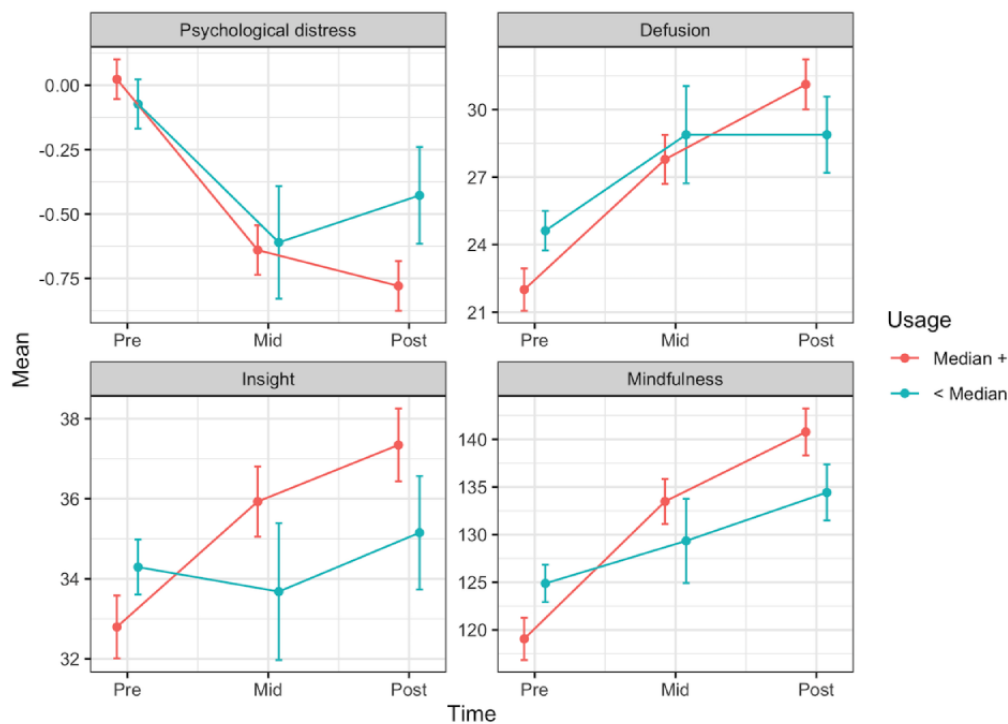 Psychological distress
Defusion
0.00
-0.25
-0.50
-0.75
Pre
Mid
Post
30
27
24
21
Pre
Mid
Post
Insight
Mindfulness
38
36
34
32
Pre
Mid
Post
140
135
130
125
120
Pre
Mid
Post
Mean
Time
Usage
Median +
< Median